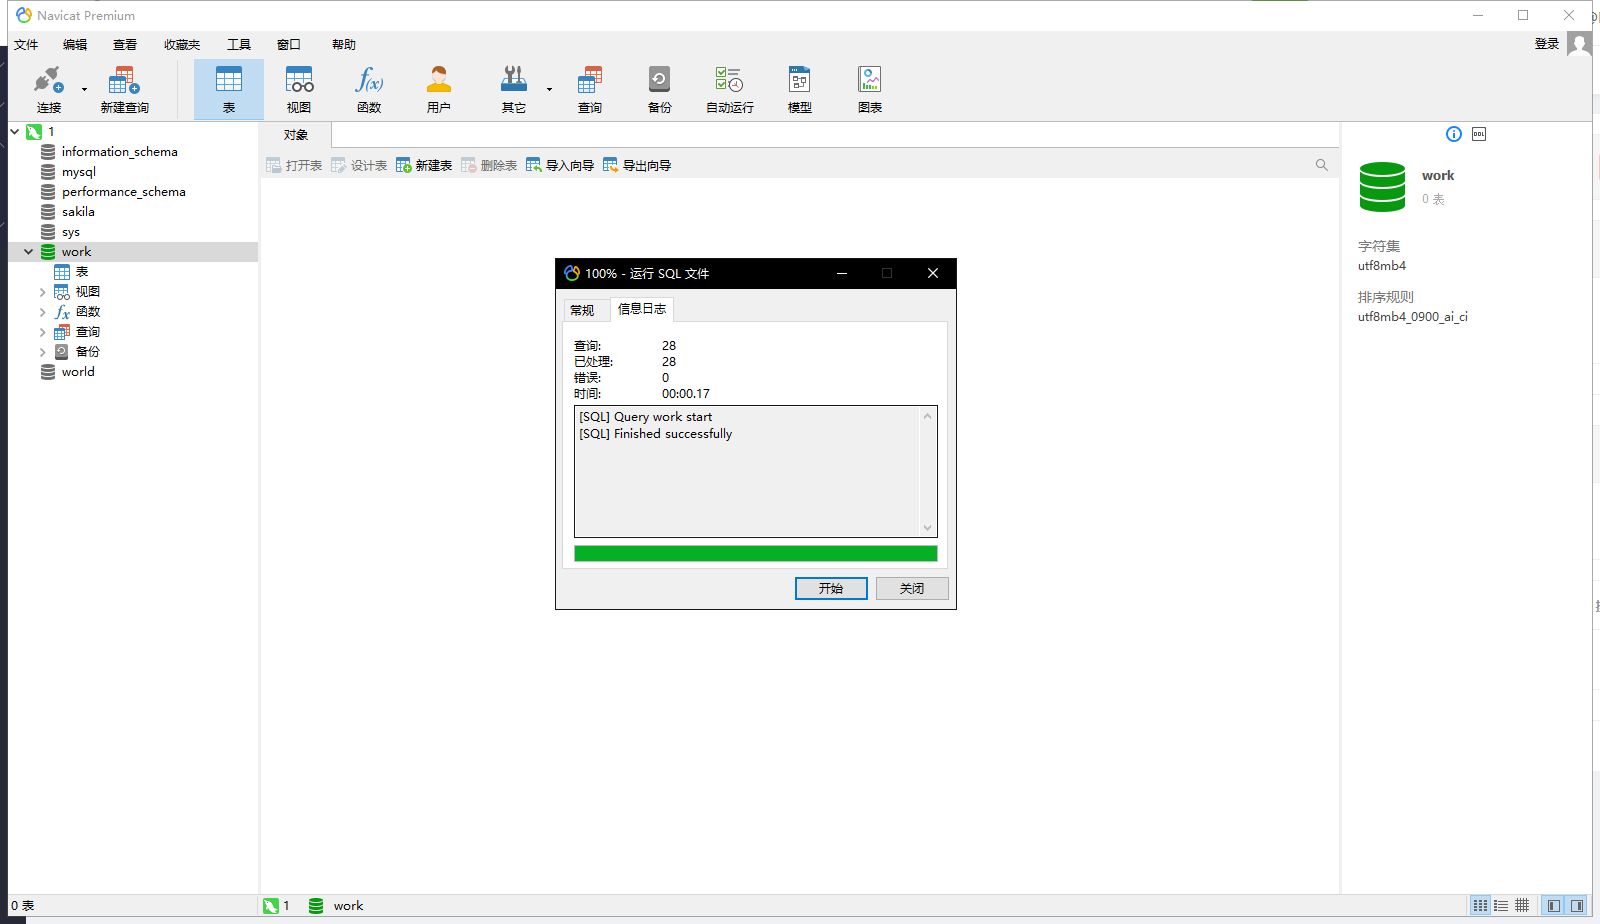 Navicat Premium
文件 编辑 查看 收藏夹 工具 窗口 帮助 登录
连接 新建查询 表 视图 函数 用户 其它 查询 备份 自动运行 模型 图表
1
information_schema
mysql
performance_schema
sakila
sys
work
表
视图
函数
查询
备份
world
对象
打开表 设计表 新建表 删除表 导入向导 导出向导
100% - 运行 SQL 文件
常规 信息日志
查询: 28
已处理: 28
错误: 0
时间: 00:00.17
[SQL] Query work start
[SQL] Finished successfully
开始 关闭
DDL
work
0 表
字符集
utf8mb4
排序规则
utf8mb4_0900_ai_ci
0 表 1 work